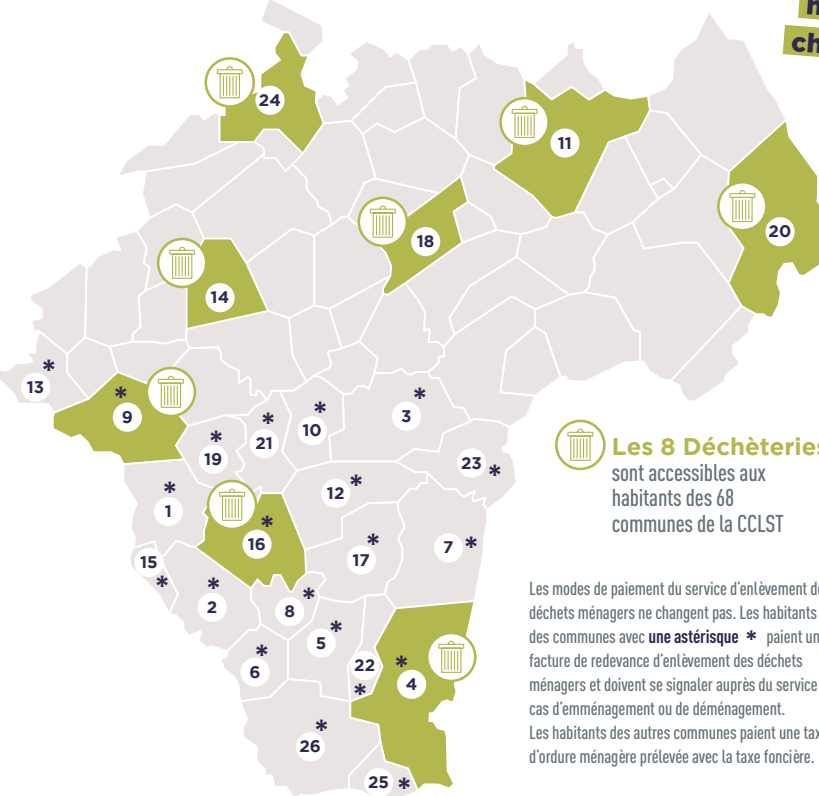 24
11
20
18
14
13 *
9 *
19 *
21 *
10 *
3 *
23 *
12 *
1 *
16 *
15 *
2 *
8 *
17 *
7 *
5 *
6 *
22 *
4 *
26 *
25 *
Les 8 Déchèteries
sont accessibles aux
habitants des 68
communes de la CCLST
Les modes de paiement du service d'enlèvement de
déchets ménagers ne changent pas. Les habitants
des communes avec une astérisque * paient un
facture de redevance d'enlèvement des déchets
ménagers et doivent se signaler auprès du service
cas d'emménagement ou de déménagement.
Les habitants des autres communes paient une tax
d'ordure ménagère prélevée avec la taxe foncière.